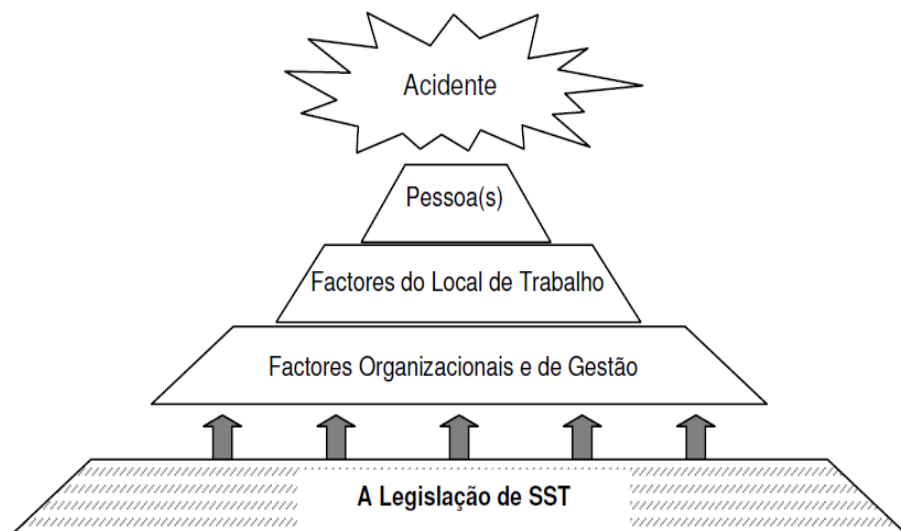 Acidente
Pessoa(s)
Factores do Local de Trabalho
Factores Organizacionais e de Gestão
A Legislação de SST